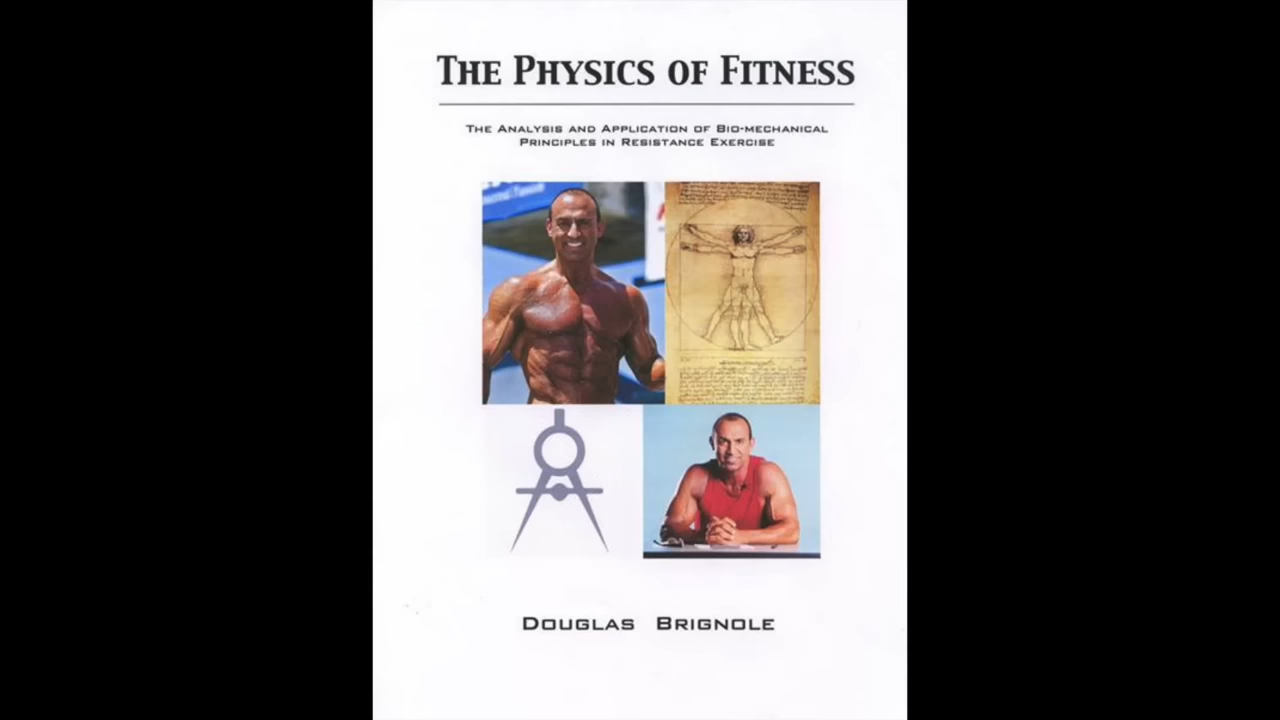 THE PHYSICS OF FITNESS
THE ANALYSIS AND APPLICATION OF BIO-MECHANICAL
PRINCIPLES IN RESISTANCE EXERCISE
DOUGLAS BRIGNOLE